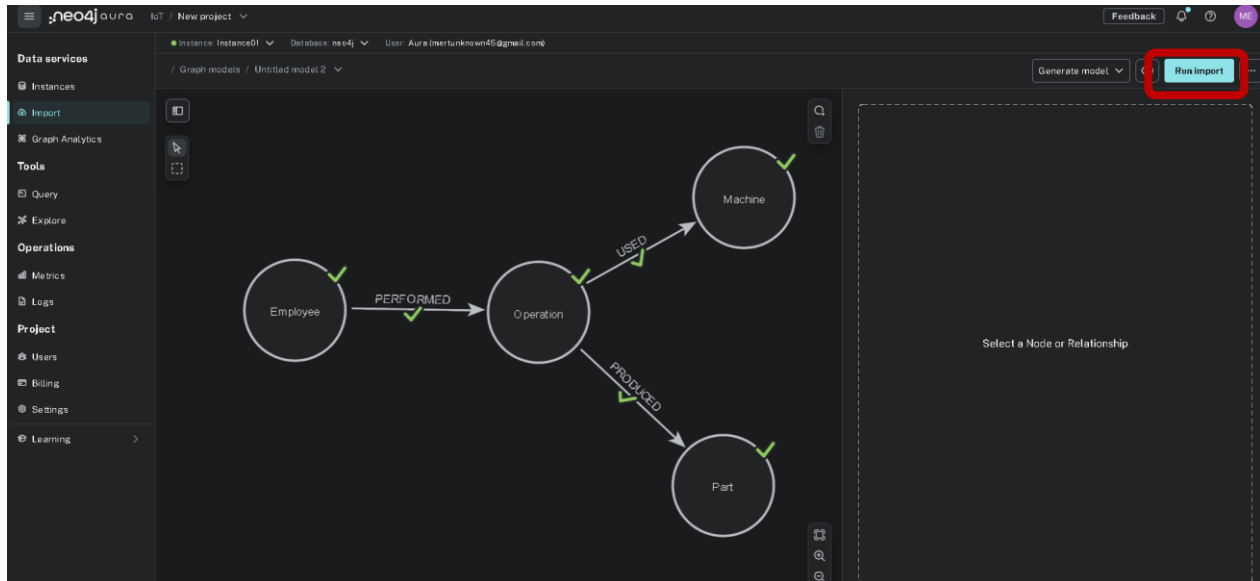 neo4j aura IoT / New project Feedback ME
Data services
Instances
Import
Graph Analytics
Tools
Query
Explore
Operations
Metrics
Logs
Project
Users
Billing
Settings
Learning
Instance: Instance01 Database: neo4j User: Aura (mertunknown45@gmail.com)
/ Graph models / Untitled model 2 Generate model Run import
Machine
USED
Employee
PERFORMED
Operation
PRODUCED
Part
Select a Node or Relationship